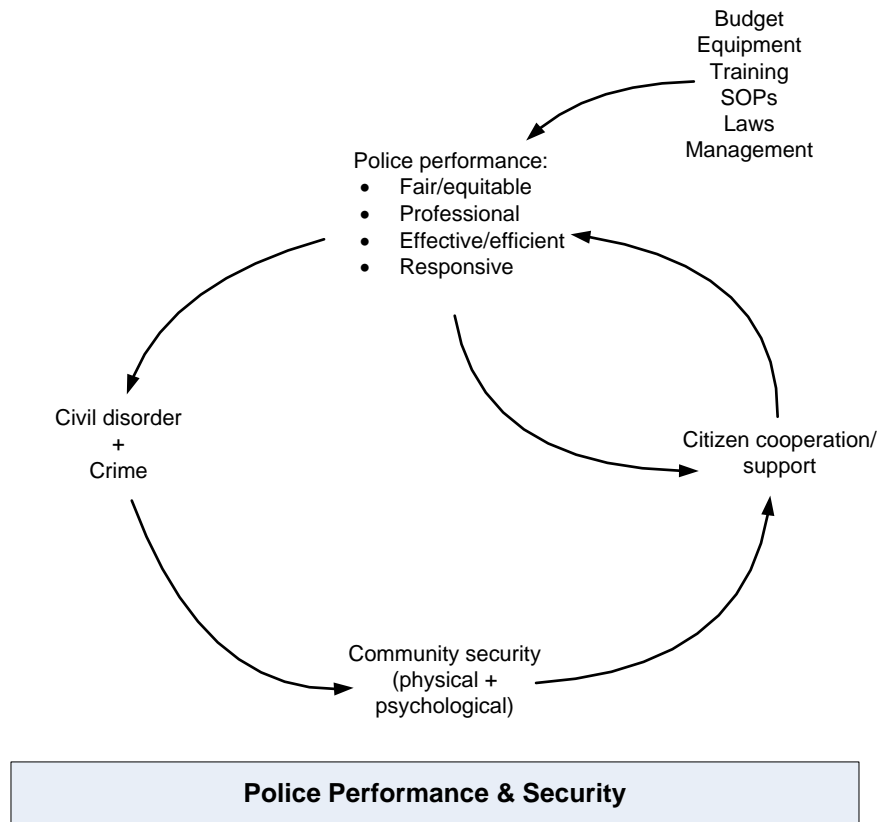 Budget
Equipment
Training
SOPs
Laws
Management
Police performance:
● Fair/equitable
● Professional
● Effective/efficient
● Responsive
Civil disorder
+
Crime
Citizen cooperation/
support
Community security
(physical +
psychological)
Police Performance & Security